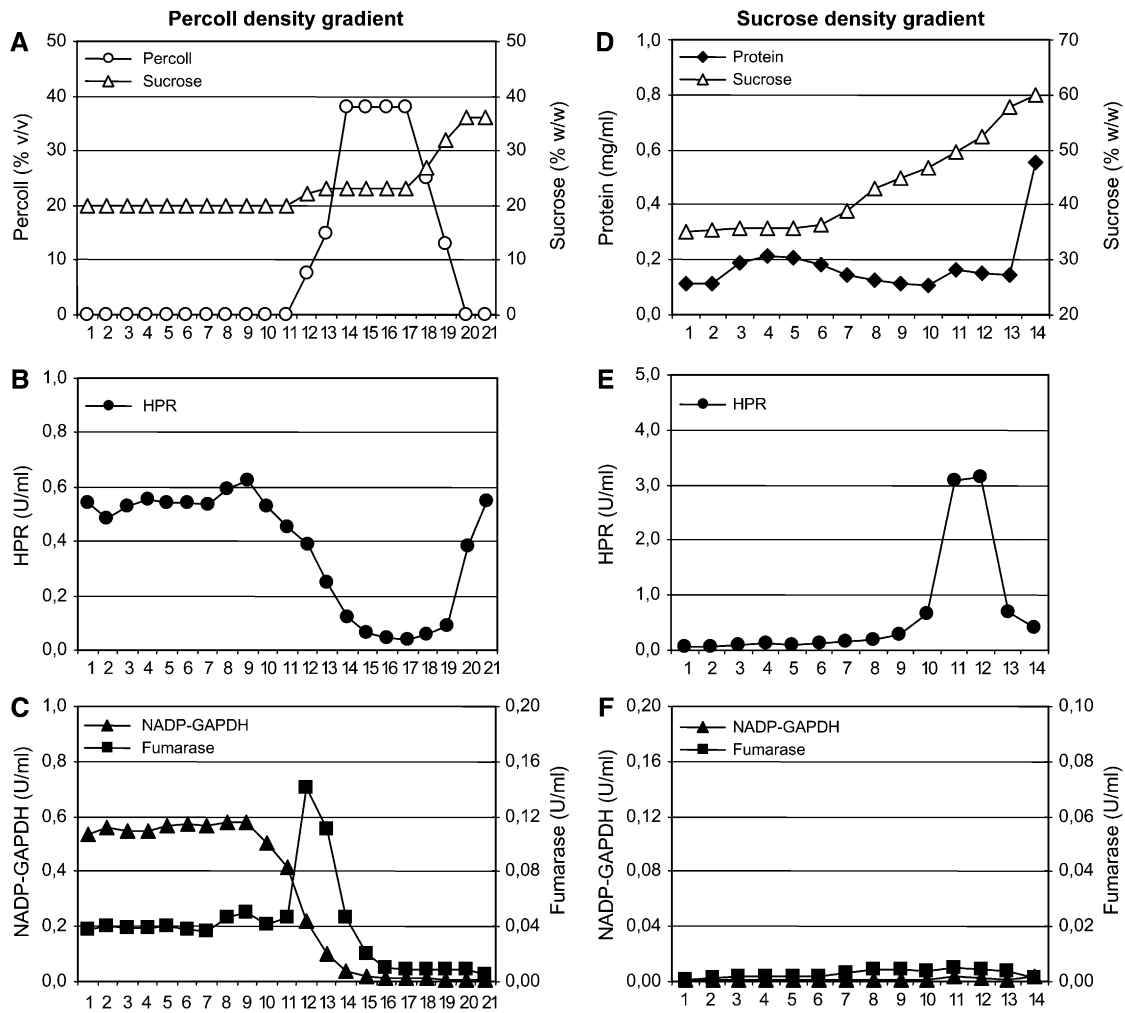 Percoll density gradient
A
50
40
30
20
10
0
Percoll (% v/v)
Percoll
Sucrose
50
40
30
20
10
0
Sucrose (% w/w)
1 2 3 4 5 6 7 8 9 10 11 12 13 14 15 16 17 18 19 20 21
B
1,0
0,8
0,6
0,4
0,2
0,0
HPR (U/ml)
HPR
1 2 3 4 5 6 7 8 9 10 11 12 13 14 15 16 17 18 19 20 21
C
1,0
0,8
0,6
0,4
0,2
0,0
NADP-GAPDH (U/ml)
NADP-GAPDH
Fumarase
0,20
0,16
0,12
0,08
0,04
0,00
Fumarase (U/ml)
1 2 3 4 5 6 7 8 9 10 11 12 13 14 15 16 17 18 19 20 21
Sucrose density gradient
D
1,0
0,8
0,6
0,4
0,2
0,0
Protein (mg/ml)
Protein
Sucrose
70
60
50
40
30
20
Sucrose (% w/w)
1 2 3 4 5 6 7 8 9 10 11 12 13 14
E
5,0
4,0
3,0
2,0
1,0
0,0
HPR (U/ml)
HPR
1 2 3 4 5 6 7 8 9 10 11 12 13 14
F
0,20
0,16
0,12
0,08
0,04
0,00
NADP-GAPDH (U/ml)
NADP-GAPDH
Fumarase
0,10
0,08
0,06
0,04
0,02
0,00
Fumarase (U/ml)
1 2 3 4 5 6 7 8 9 10 11 12 13 14